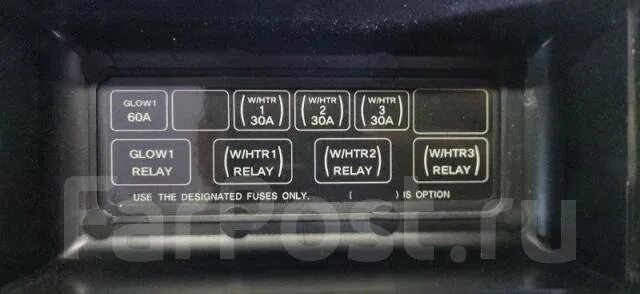 GLOW1 60A
(W/HTR 1 30A)
(W/HTR 2 30A)
(W/HTR 3 30A)
GLOW1 RELAY
(W/HTR1 RELAY)
(W/HTR2 RELAY)
(W/HTR3 RELAY)
USE THE DESIGNATED FUSES ONLY. ( ) IS OPTION
FarPost.ru